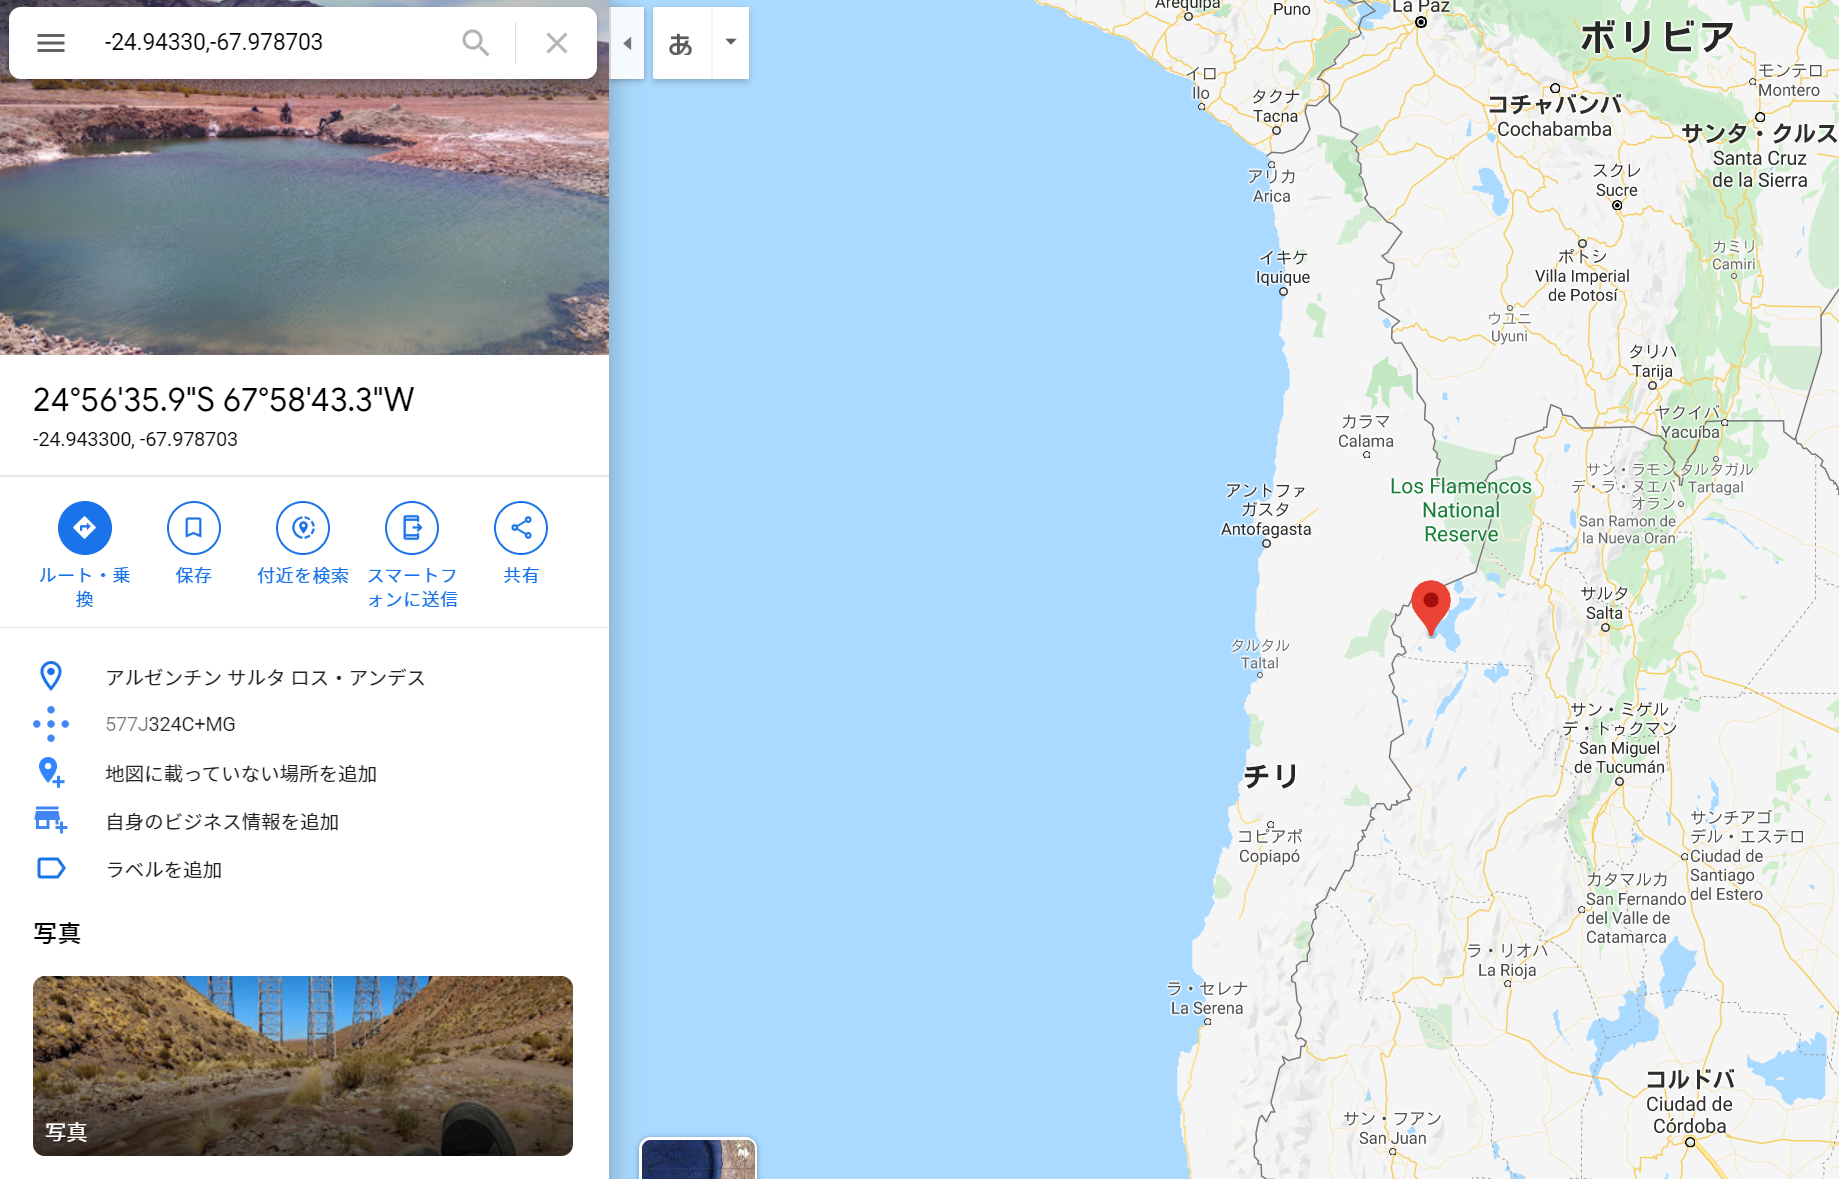 -24.94330,-67.978703
24°56'35.9"S 67°58'43.3"W
-24.943300, -67.978703
ルート・乗
換
保存
付近を検索
スマートフ
ォンに送信
共有
アルゼンチン サルタ ロス・アンデス
577J324C+MG
地図に載っていない場所を追加
自身のビジネス情報を追加
ラベルを追加
写真
写真
あ
Arequipa
Puno
La Paz
ボリビア
イロ
Ilo
タクナ
Tacna
モンテロ
Montero
コチャバンバ
Cochabamba
サンタ・クルス
Santa Cruz
de la Sierra
アリカ
Arica
スクレ
Sucre
イキケ
Iquique
ポトシ
Villa Imperial
de Potosí
カミリ
Camiri
ウユニ
Uyuni
タリハ
Tarija
カラマ
Calama
ヤクイバ
Yacuíba
Los Flamencos
National
Reserve
サン・ラモン
デ・ラ・ヌエバ
オラン
San Ramon de
la Nueva Oran
タルタガル
Tartagal
アントファ
ガスタ
Antofagasta
サルタ
Salta
タルタル
Taltal
サン・ミゲル
デ・トゥクマン
San Miguel
de Tucumán
チリ
コピアポ
Copiapó
サンチアゴ
デル・エステロ
Ciudad de
Santiago
del Estero
カタマルカ
San Fernando
del Valle de
Catamarca
ラ・リオハ
La Rioja
ラ・セレナ
La Serena
コルドバ
Ciudad de
Córdoba
サン・フアン
San Juan